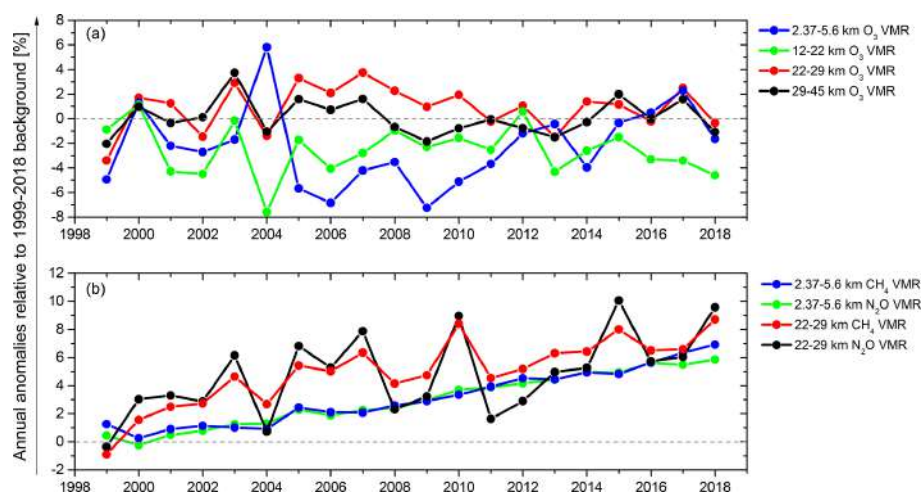 Annual anomalies relative to 1999-2018 background [%]
(a)
8
6
4
2
0
-2
-4
-6
-8
1998 2000 2002 2004 2006 2008 2010 2012 2014 2016 2018
2.37-5.6 km O₃ VMR
12-22 km O₃ VMR
22-29 km O₃ VMR
29-45 km O₃ VMR
(b)
12
10
8
6
4
2
0
-2
1998 2000 2002 2004 2006 2008 2010 2012 2014 2016 2018
2.37-5.6 km CH₄ VMR
2.37-5.6 km N₂O VMR
22-29 km CH₄ VMR
22-29 km N₂O VMR